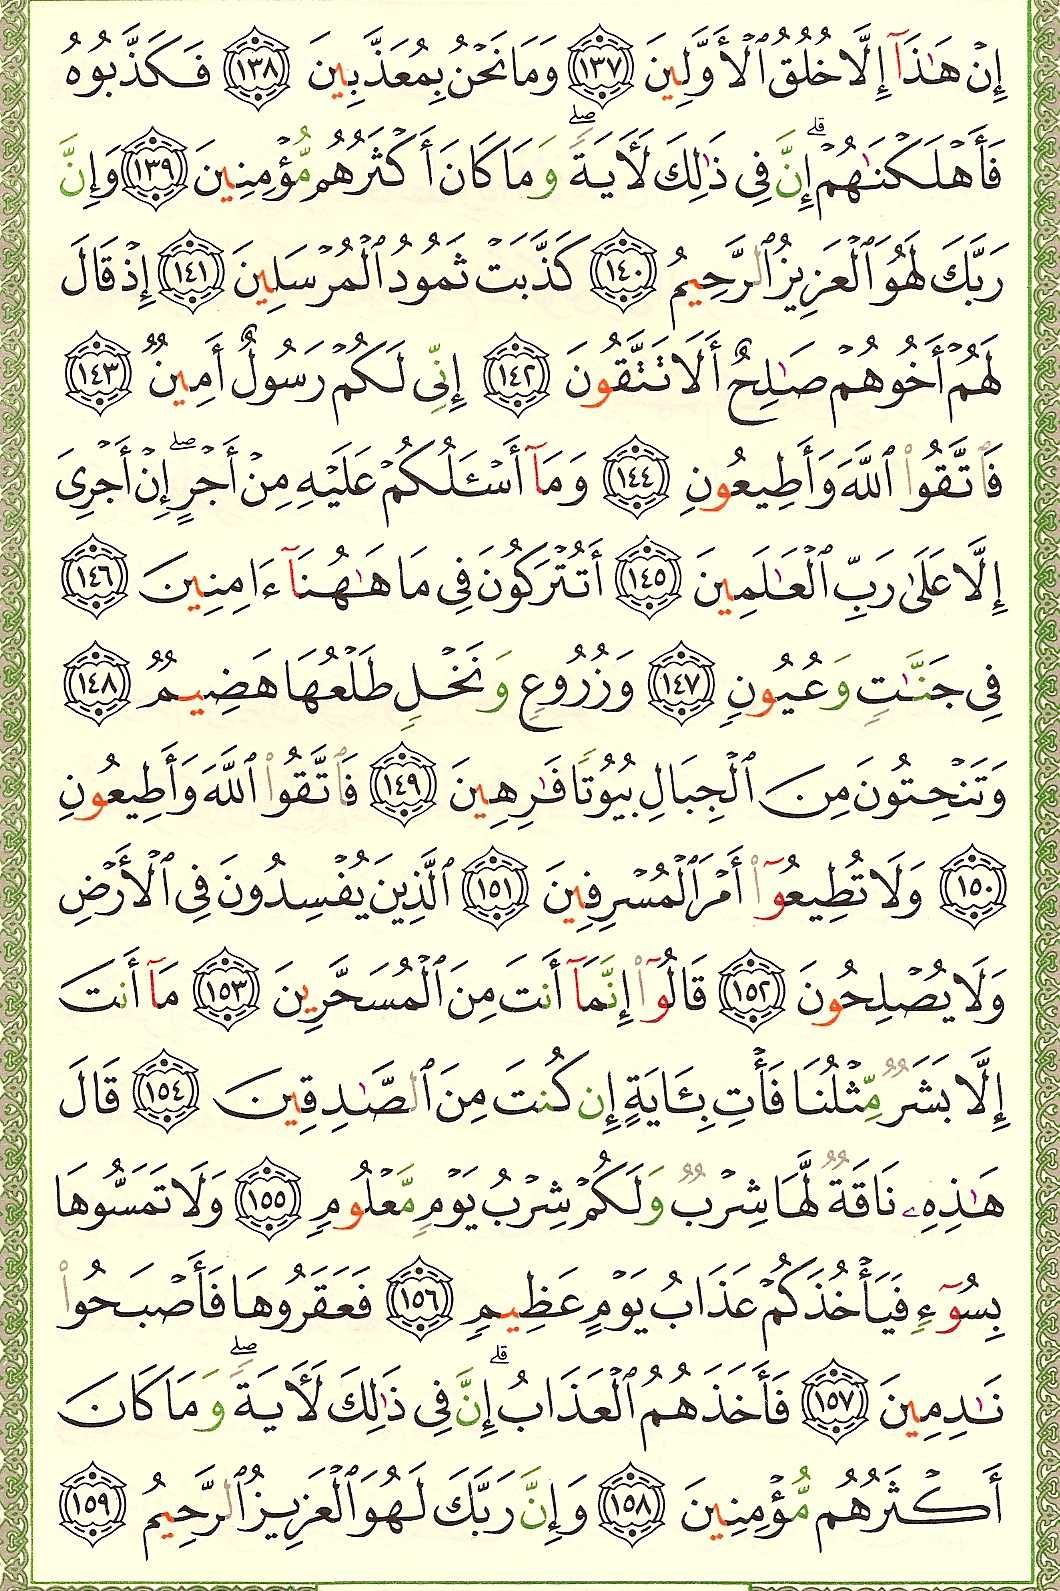 إِنْ هَٰذَآ إِلَّا خُلُقُ ٱلْأَوَّلِينَ ١٣٧ وَمَا نَحْنُ بِمُعَذَّبِينَ ١٣٨ فَكَذَّبُوهُ
فَأَهْلَكْنَٰهُمْ ۗ إِنَّ فِى ذَٰلِكَ لَءَايَةً ۖ وَمَا كَانَ أَكْثَرُهُم مُّؤْمِنِينَ ١٣٩ وَإِنَّ
رَبَّكَ لَهُوَ ٱلْعَزِيزُ ٱلرَّحِيمُ ١٤٠ كَذَّبَتْ ثَمُودُ ٱلْمُرْسَلِينَ ١٤١ إِذْ قَالَ
لَهُمْ أَخُوهُمْ صَٰلِحٌ أَلَا تَتَّقُونَ ١٤٢ إِنِّى لَكُمْ رَسُولٌ أَمِينٌ ١٤٣
فَٱتَّقُوا۟ ٱللَّهَ وَأَطِيعُونِ ١٤٤ وَمَآ أَسْـَٔلُكُمْ عَلَيْهِ مِنْ أَجْرٍ ۖ إِنْ أَجْرِىَ
إِلَّا عَلَىٰ رَبِّ ٱلْعَٰلَمِينَ ١٤٥ أَتُتْرَكُونَ فِى مَا هَٰهُنَآ ءَامِنِينَ ١٤٦
فِى جَنَّٰتٍ وَعُيُونٍ ١٤٧ وَزُرُوعٍ وَنَخْلٍ طَلْعُهَا هَضِيمٌ ١٤٨
وَتَنْحِتُونَ مِنَ ٱلْجِبَالِ بُيُوتًا فَٰرِهِينَ ١٤٩ فَٱتَّقُوا۟ ٱللَّهَ وَأَطِيعُونِ
١٥٠ وَلَا تُطِيعُوٓا۟ أَمْرَ ٱلْمُسْرِفِينَ ١٥١ ٱلَّذِينَ يُفْسِدُونَ فِى ٱلْأَرْضِ
وَلَا يُصْلِحُونَ ١٥٢ قَالُوٓا۟ إِنَّمَآ أَنتَ مِنَ ٱلْمُسَحَّرِينَ ١٥٣ مَآ أَنتَ
إِلَّا بَشَرٌ مِّثْلُنَا فَأْتِ بِـَٔايَةٍ إِن كُنتَ مِنَ ٱلصَّٰدِقِينَ ١٥٤ قَالَ
هَٰذِهِۦ نَاقَةٌ لَّهَا شِرْبٌ وَلَكُمْ شِرْبُ يَوْمٍ مَّعْلُومٍ ١٥٥ وَلَا تَمَسُّوهَا
بِسُوٓءٍ فَيَأْخُذَكُمْ عَذَابُ يَوْمٍ عَظِيمٍ ١٥٦ فَعَقَرُوهَا فَأَصْبَحُوا۟
نَٰدِمِينَ ١٥٧ فَأَخَذَهُمُ ٱلْعَذَابُ ۗ إِنَّ فِى ذَٰلِكَ لَءَايَةً ۖ وَمَا كَانَ
أَكْثَرُهُم مُّؤْمِنِينَ ١٥٨ وَإِنَّ رَبَّكَ لَهُوَ ٱلْعَزِيزُ ٱلرَّحِيمُ ١٥٩